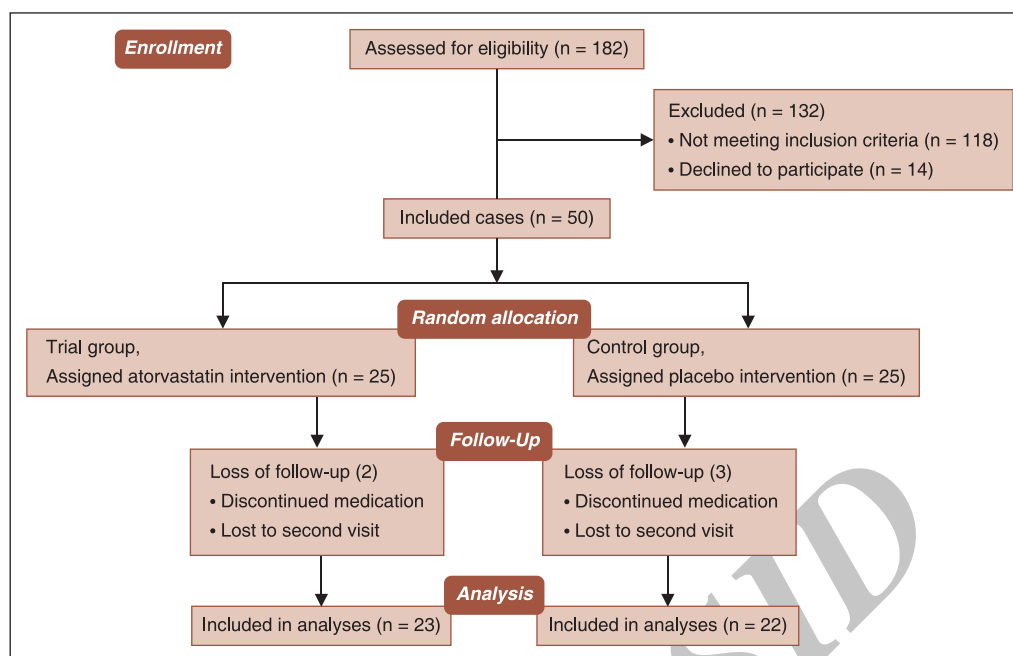 Enrollment
Assessed for eligibility (n = 182)
Excluded (n = 132)
• Not meeting inclusion criteria (n = 118)
• Declined to participate (n = 14)
Included cases (n = 50)
Random allocation
Trial group,
Assigned atorvastatin intervention (n = 25)
Control group,
Assigned placebo intervention (n = 25)
Follow-Up
Loss of follow-up (2)
• Discontinued medication
• Lost to second visit
Loss of follow-up (3)
• Discontinued medication
• Lost to second visit
Analysis
Included in analyses (n = 23)
Included in analyses (n = 22)
SID